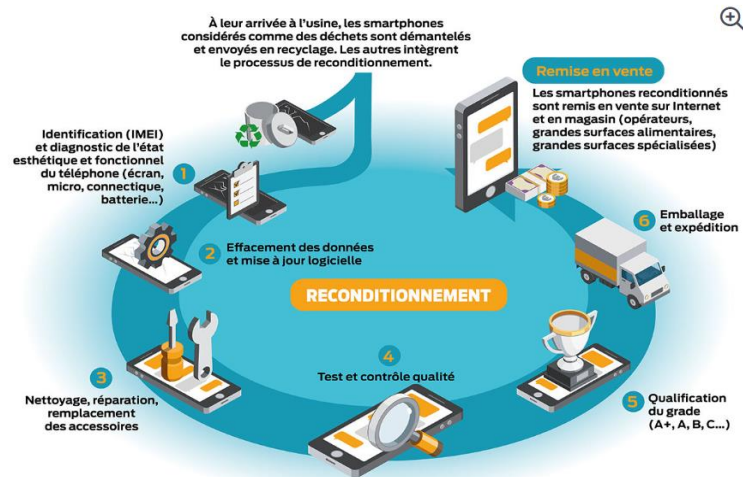 À leur arrivée à l'usine, les smartphones
considérés comme des déchets sont démantelés
et envoyés en recyclage. Les autres intègrent
le processus de reconditionnement.
Remise en vente
Les smartphones reconditionnés
sont remis en vente sur Internet
et en magasin (opérateurs,
grandes surfaces alimentaires,
grandes surfaces spécialisées)
Identification (IMEI)
et diagnostic de l'état
esthétique et fonctionnel
du téléphone (écran,
micro, connectique,
batterie...)
1
2
Effacement des données
et mise à jour logicielle
RECONDITIONNEMENT
3
Nettoyage, réparation,
remplacement
des accessoires
4
Test et contrôle qualité
5
Qualification
du grade
(A+, A, B, C...)
6
Emballage
et expédition